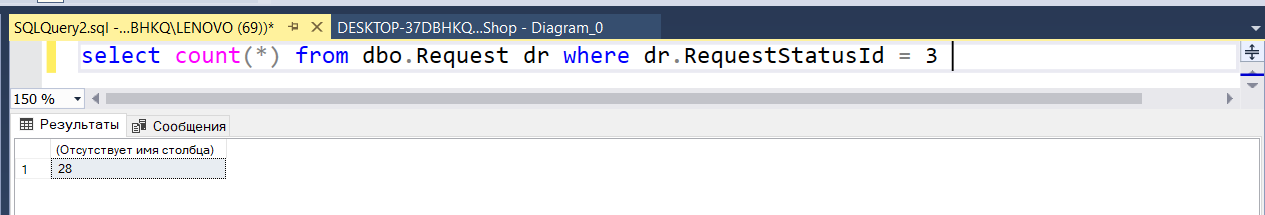 SQLQuery2.sql -...BHKQ\LENOVO (69))*
DESKTOP-37DBHKQ...Shop - Diagram_0
select count(*) from dbo.Request dr where dr.RequestStatusId = 3
150 %
Результаты
Сообщения
(Отсутствует имя столбца)
1
28